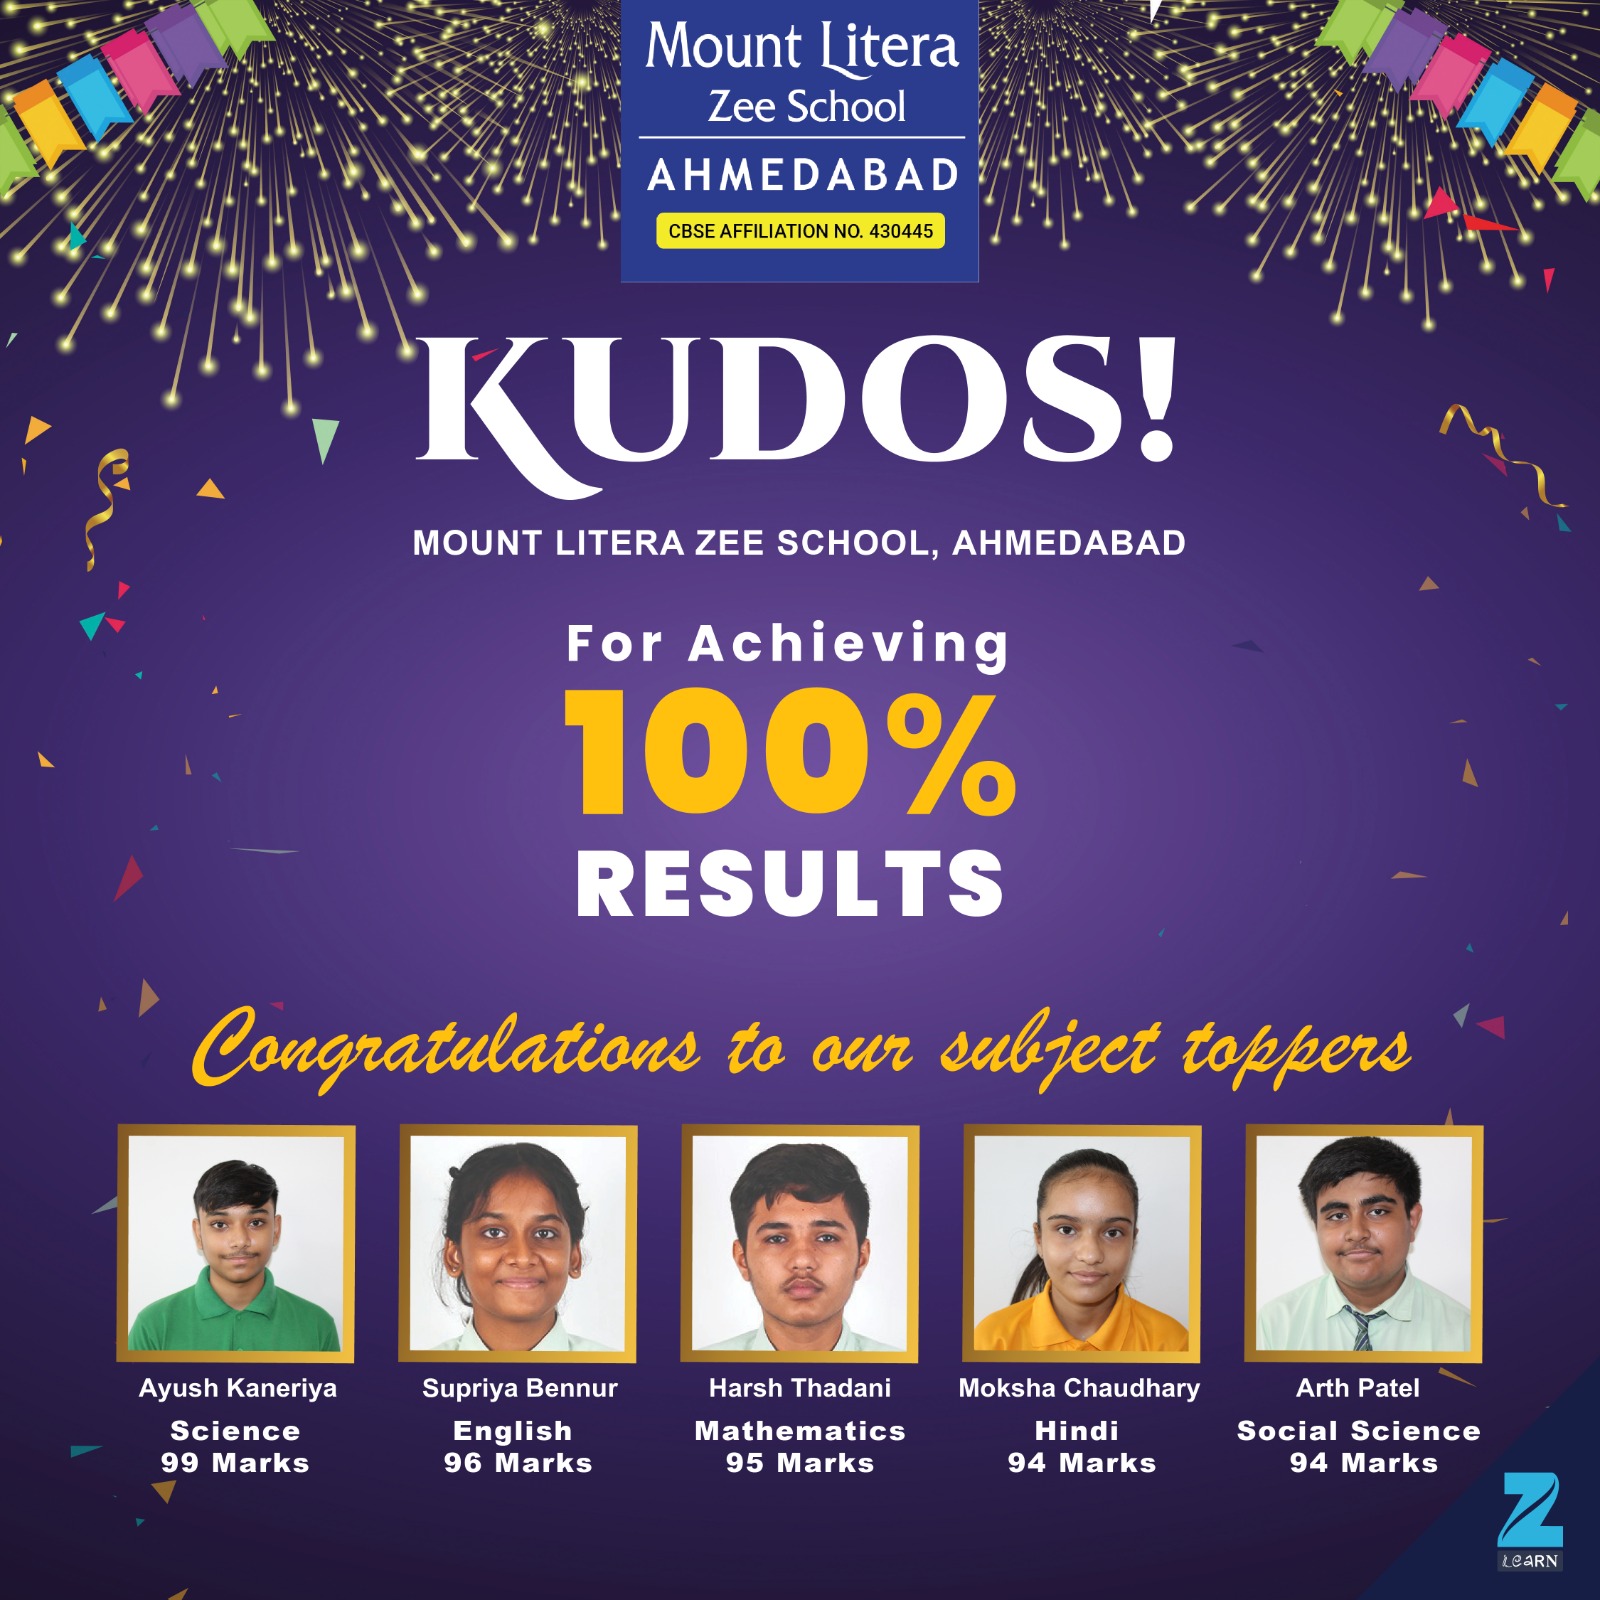 Mount Litera
Zee School
AHMEDABAD
CBSE AFFILIATION NO. 430445
KUDOS!
MOUNT LITERA ZEE SCHOOL, AHMEDABAD
For Achieving
100%
RESULTS
Congratulations to our subject toppers
Ayush Kaneriya
Science
99 Marks
Supriya Bennur
English
96 Marks
Harsh Thadani
Mathematics
95 Marks
Moksha Chaudhary
Hindi
94 Marks
Arth Patel
Social Science
94 Marks
Z
LeaRN